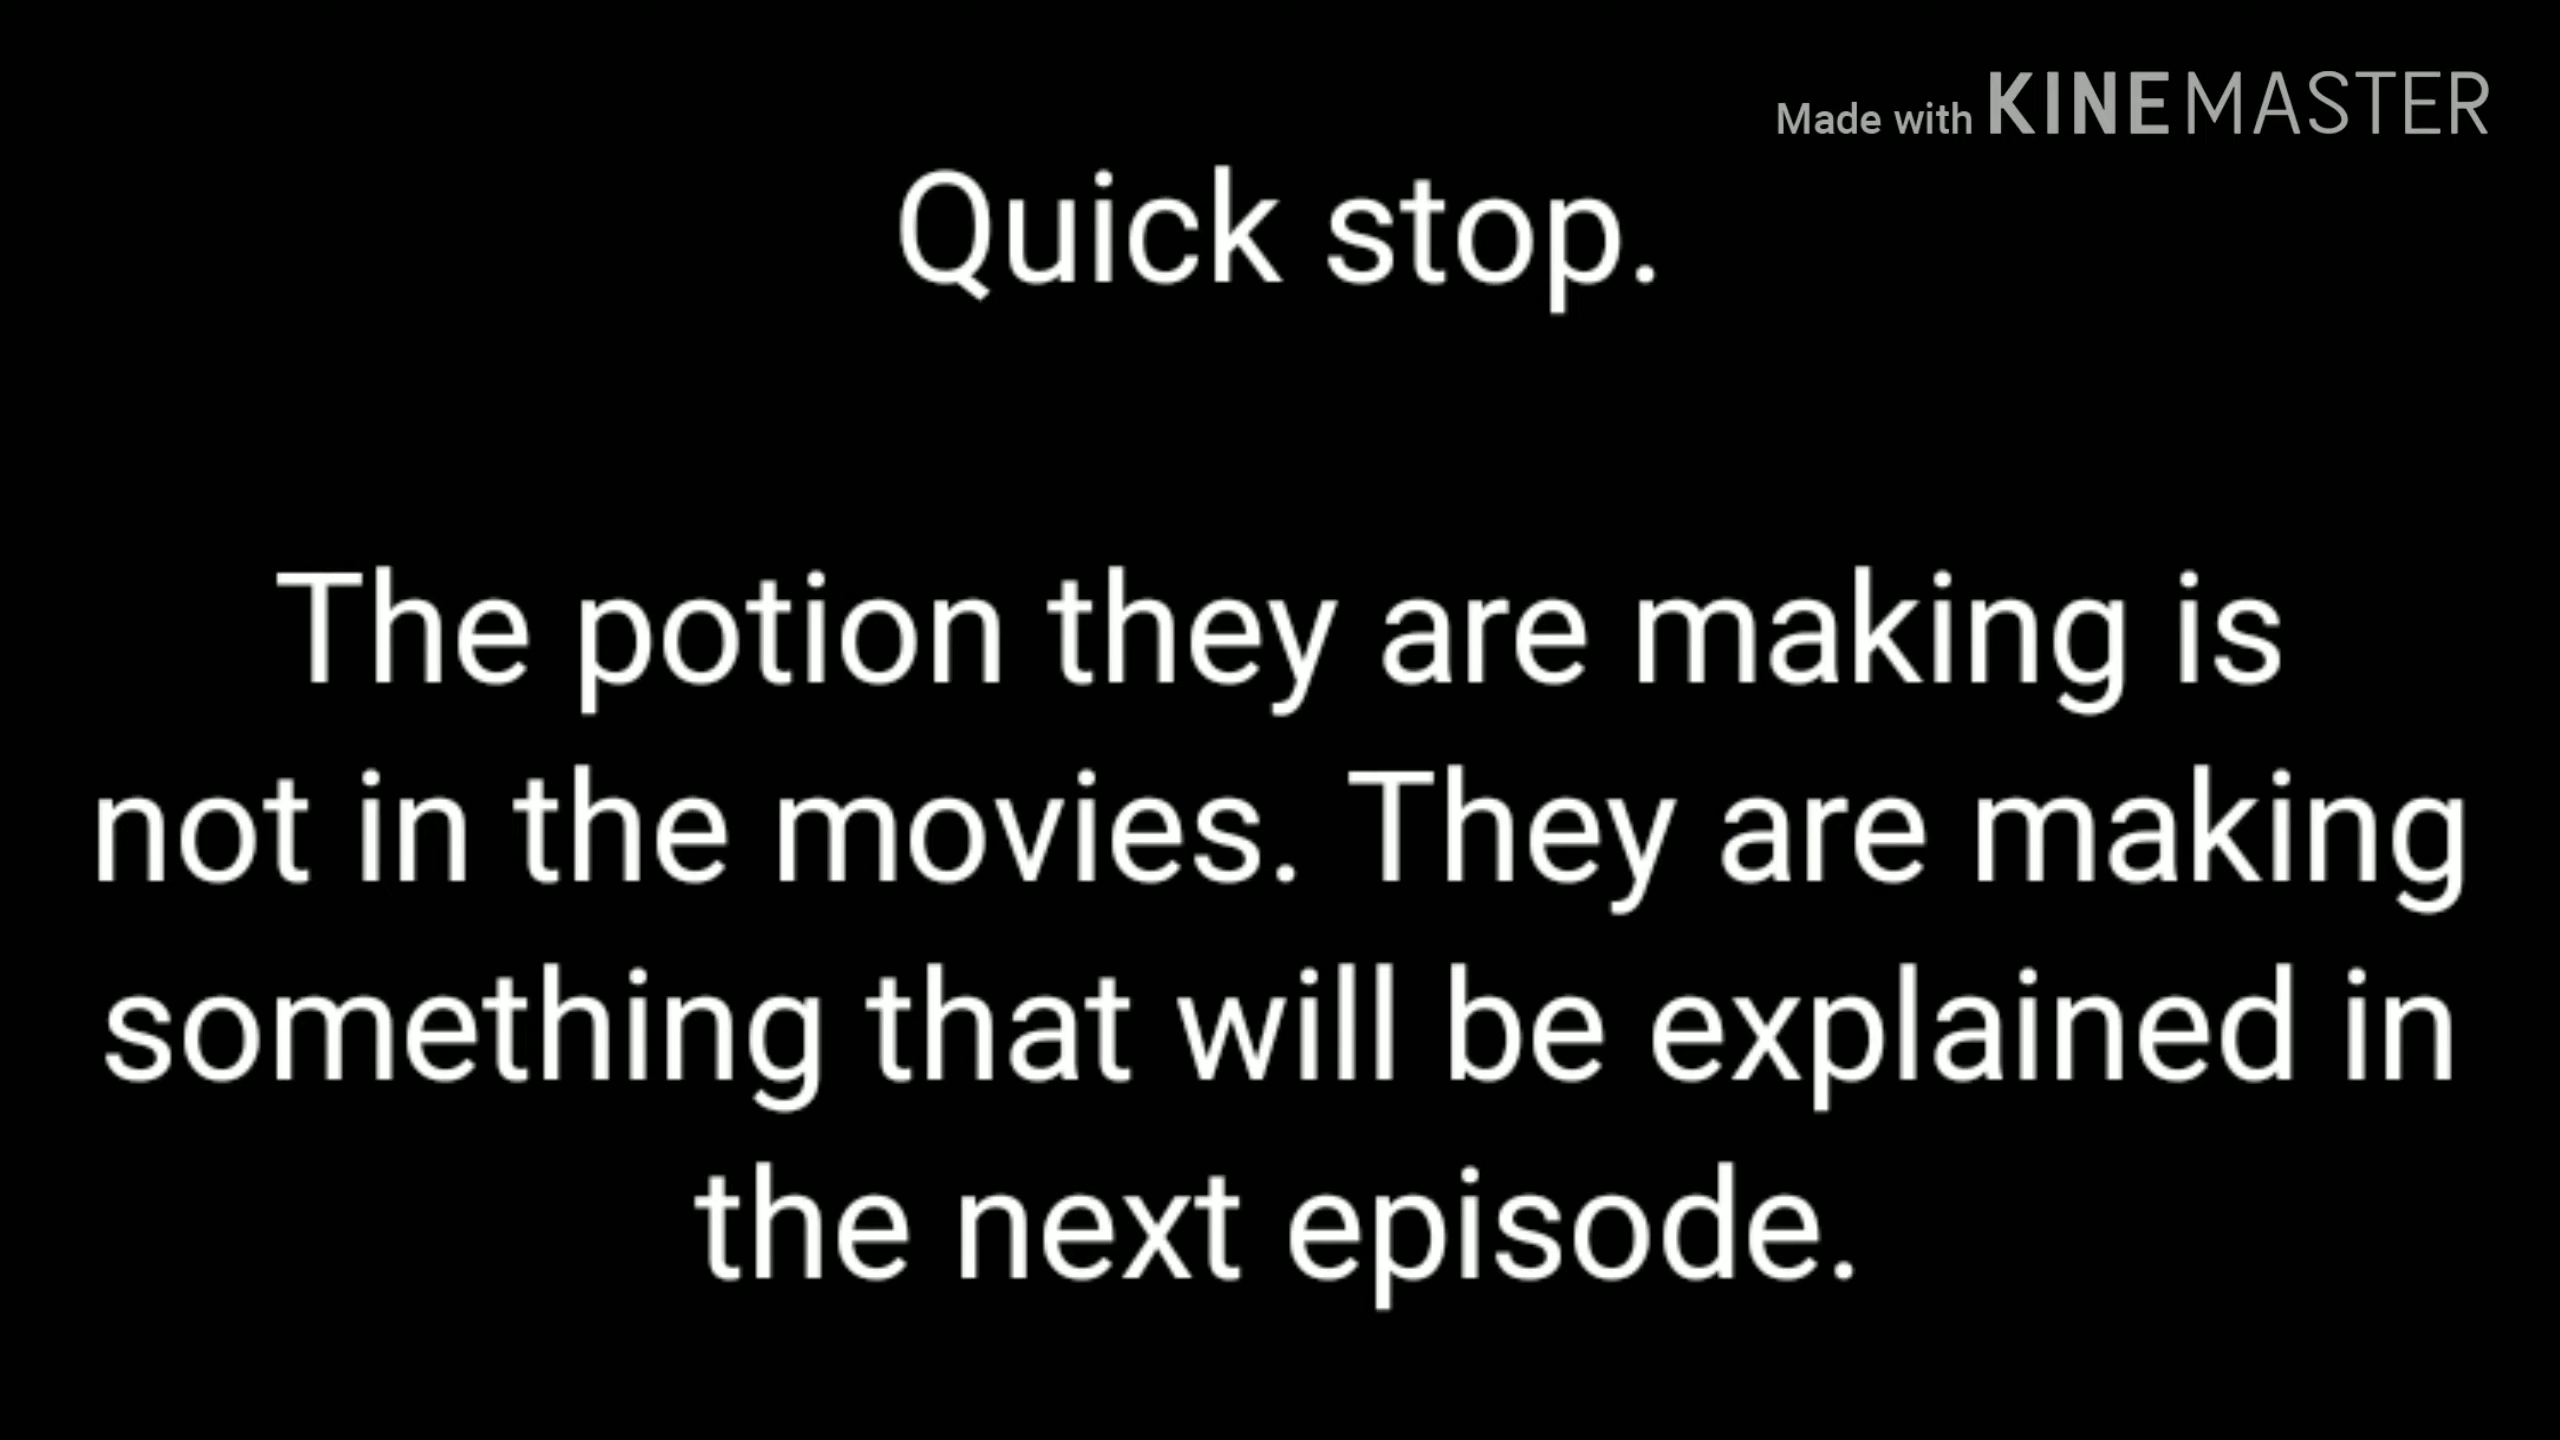 Made with KINEMASTER
Quick stop.
The potion they are making is
not in the movies. They are making
something that will be explained in
the next episode.